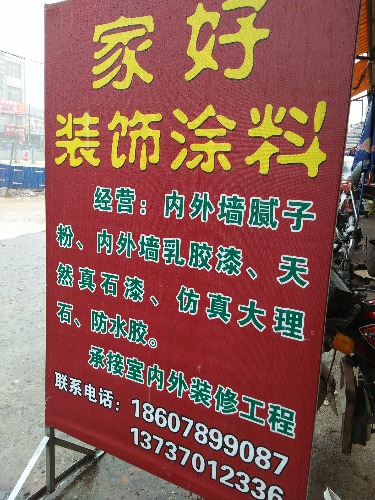 家好
装饰涂料
经营：内外墙腻子
粉、内外墙乳胶漆、天
然真石漆、仿真大理
石、防水胶。
承接室内外装修工程
联系电话：18607899087
13737012336